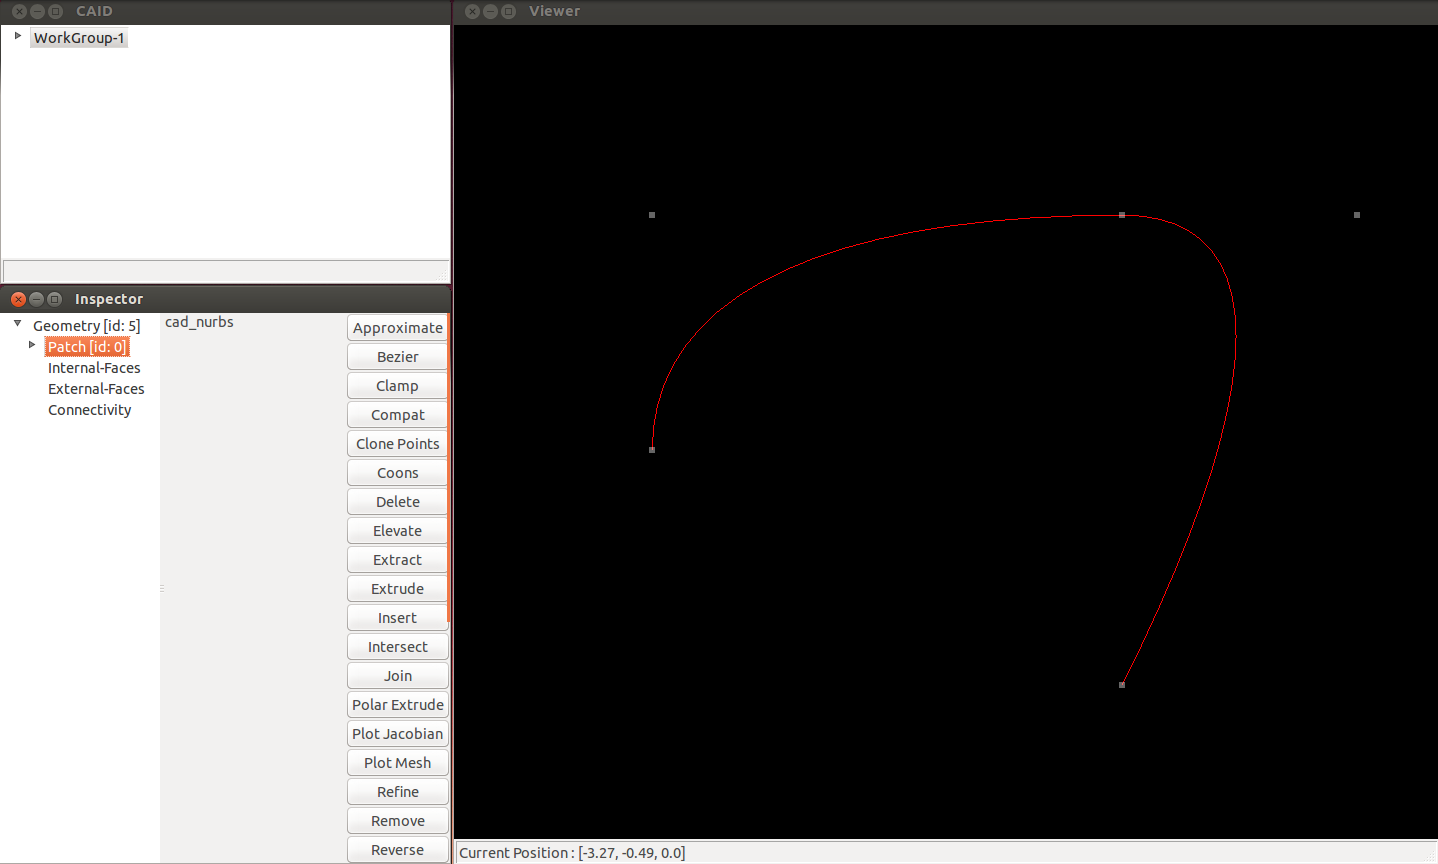 CAID
WorkGroup-1
Inspector
Geometry [id: 5]
Patch [id: 0]
Internal-Faces
External-Faces
Connectivity
cad_nurbs
Approximate
Bezier
Clamp
Compat
Clone Points
Coons
Delete
Elevate
Extract
Extrude
Insert
Intersect
Join
Polar Extrude
Plot Jacobian
Plot Mesh
Refine
Remove
Reverse
Viewer
Current Position : [-3.27, -0.49, 0.0]